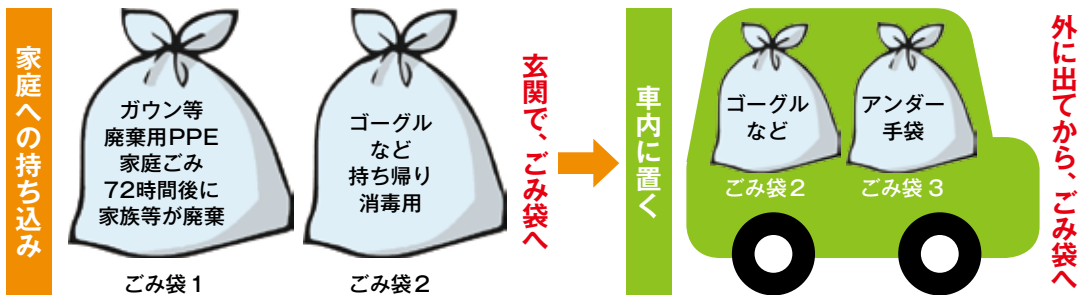 家庭への持ち込み
ガウン等
廃棄用PPE
家庭ごみ
72時間後に
家族等が廃棄
ごみ袋1
ゴーグル
など
持ち帰り
消毒用
ごみ袋2
玄関で、ごみ袋へ
車内に置く
ゴーグル
など
ごみ袋2
アンダー
手袋
ごみ袋3
外に出てから、ごみ袋へ